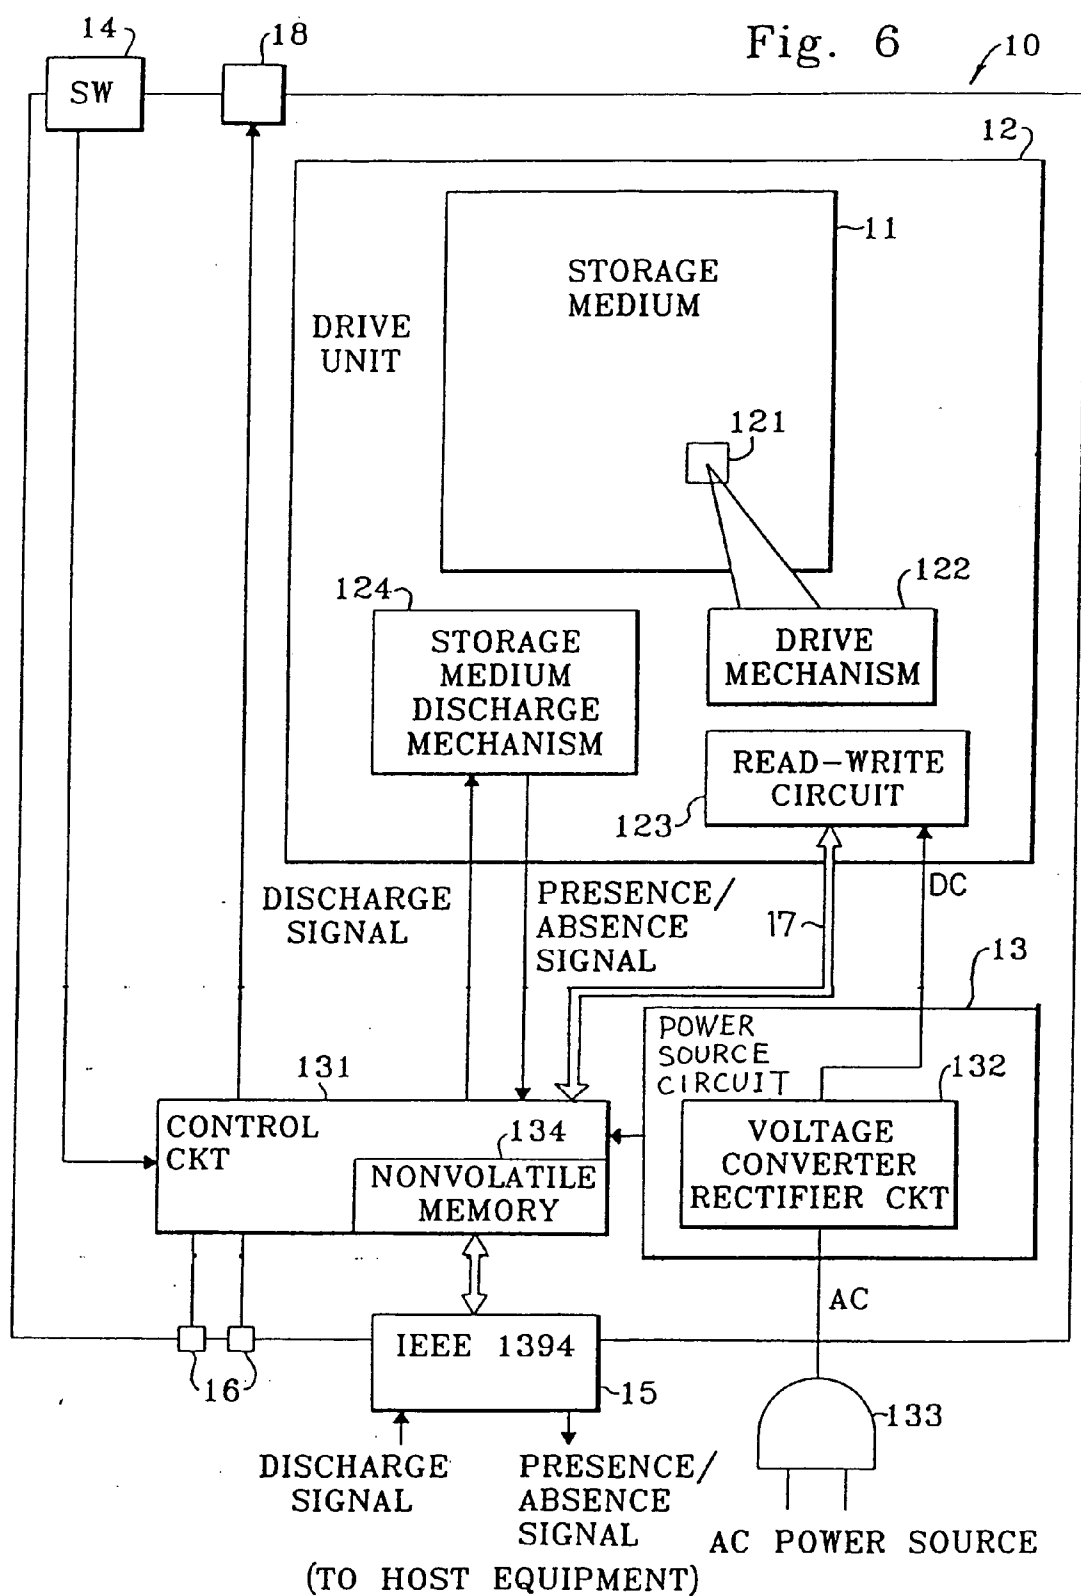 Fig. 6
14
18
10
SW
12
11
STORAGE
MEDIUM
DRIVE
UNIT
121
124
122
STORAGE
MEDIUM
DISCHARGE
MECHANISM
DRIVE
MECHANISM
READ-WRITE
CIRCUIT
123
DISCHARGE
SIGNAL
PRESENCE/
ABSENCE
SIGNAL
17
DC
13
POWER
SOURCE
CIRCUIT
131
132
CONTROL
CKT
134
NONVOLATILE
MEMORY
VOLTAGE
CONVERTER
RECTIFIER CKT
AC
IEEE 1394
16
15
133
DISCHARGE
SIGNAL
PRESENCE/
ABSENCE
SIGNAL
AC POWER SOURCE
(TO HOST EQUIPMENT)